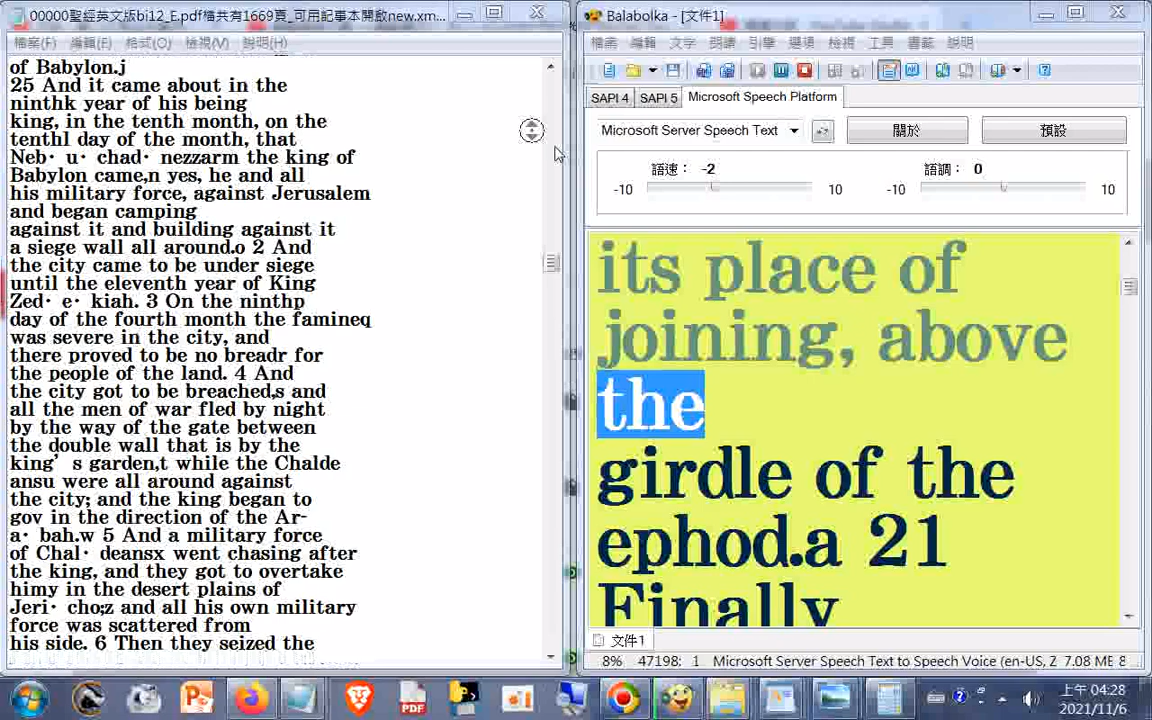 00000聖經英文版bi12_E.pdf檔共有1669頁_可用記事本開啟new.xm...
檔案(F) 編輯(E) 格式(O) 檢視(V) 說明(H)
of Babylon.j
25 And it came about in the
ninthk year of his being
king, in the tenth month, on the
tenthl day of the month, that
Neb· u· chad· nezzarm the king of
Babylon came,n yes, he and all
his military force, against Jerusalem
and began camping
against it and building against it
a siege wall all around.o 2 And
the city came to be under siege
until the eleventh year of King
Zed· e· kiah. 3 On the ninthp
day of the fourth month the famineq
was severe in the city, and
there proved to be no breadr for
the people of the land. 4 And
the city got to be breached,s and
all the men of war fled by night
by the way of the gate between
the double wall that is by the
king’s garden,t while the Chalde
ansu were all around against
the city; and the king began to
gov in the direction of the Ar-
a· bah.w 5 And a military force
of Chal· deansx went chasing after
the king, and they got to overtake
himy in the desert plains of
Jeri· cho;z and all his own military
force was scattered from
his side. 6 Then they seized the
Balabolka - [文件1]
檔案 編輯 文字 朗讀 引擎 選項 檢視 工具 書籤 說明
SAPI 4 SAPI 5 Microsoft Speech Platform
Microsoft Server Speech Text 關於 預設
語速： -2 語調： 0
-10 10 -10 10
its place of
joining, above
the
girdle of the
ephod.a 21
Finally
文件1
8% 47198: 1 Microsoft Server Speech Text to Speech Voice (en-US, 2 7.08 MB 8
PDF
上午 04:28
2021/11/6